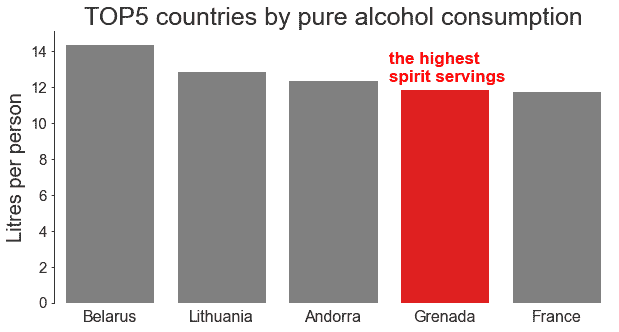 TOP5 countries by pure alcohol consumption
Litres per person
14
12
10
8
6
4
2
0
the highest
spirit servings
Belarus
Lithuania
Andorra
Grenada
France